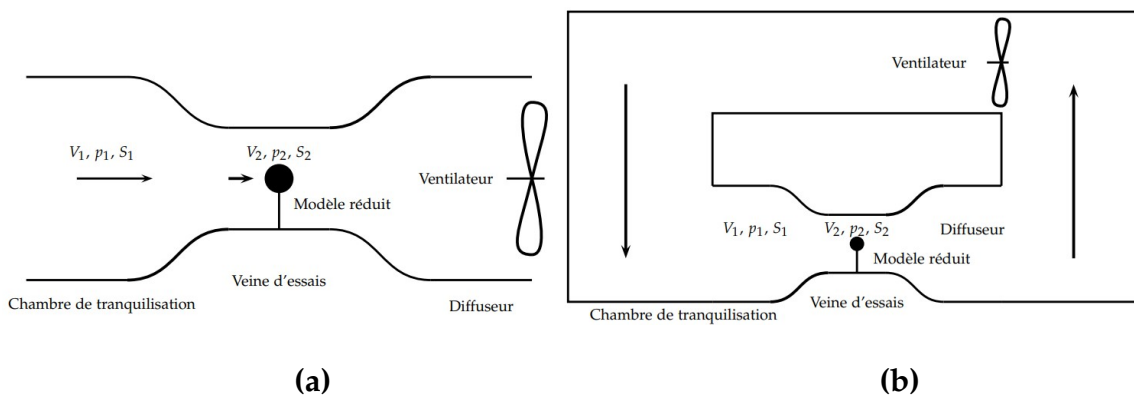 V1, p1, S1
V2, p2, S2
Ventilateur
Modèle réduit
Veine d'essais
Chambre de tranquilisation
Diffuseur
(a)
Ventilateur
V1, p1, S1
V2, p2, S2
Diffuseur
Modèle réduit
Veine d'essais
Chambre de tranquilisation
(b)